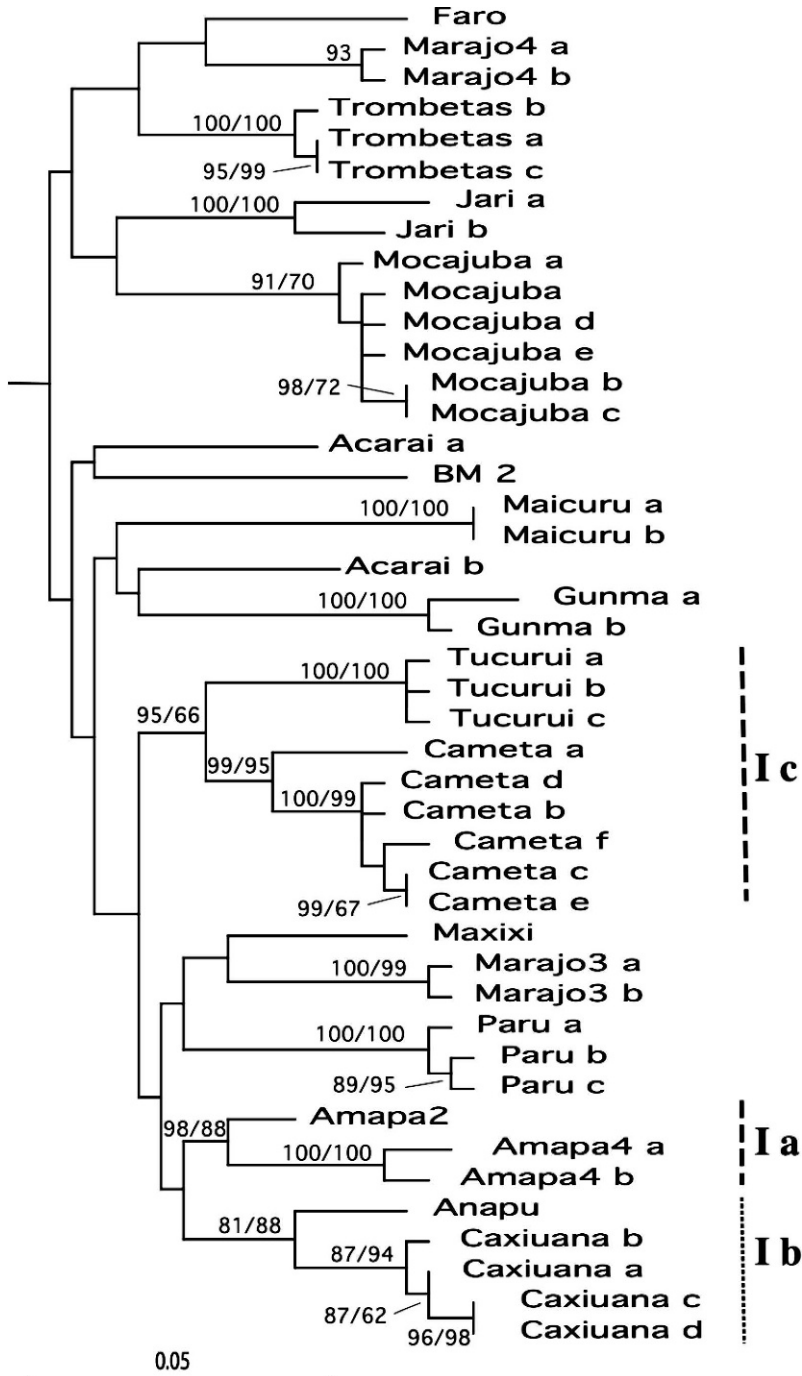 Faro
93
Marajo4 a
Marajo4 b
Trombetas b
100/100
Trombetas a
95/99
Trombetas c
Jari a
100/100
Jari b
Mocajuba a
91/70
Mocajuba
Mocajuba d
Mocajuba e
98/72
Mocajuba b
Mocajuba c
Acarai a
BM 2
Maicuru a
100/100
Maicuru b
Acarai b
Gunma a
100/100
Gunma b
Tucurui a
100/100
Tucurui b
95/66
Tucurui c
Cameta a
99/95
Cameta d
100/99
Cameta b
Cameta f
Cameta c
99/67
Cameta e
I c
Maxixi
Marajo3 a
100/99
Marajo3 b
Paru a
100/100
Paru b
89/95
Paru c
Amapa2
98/88
Amapa4 a
100/100
Amapa4 b
I a
Anapu
81/88
Caxiuana b
87/94
Caxiuana a
I b
Caxiuana c
87/62
Caxiuana d
96/98
0.05